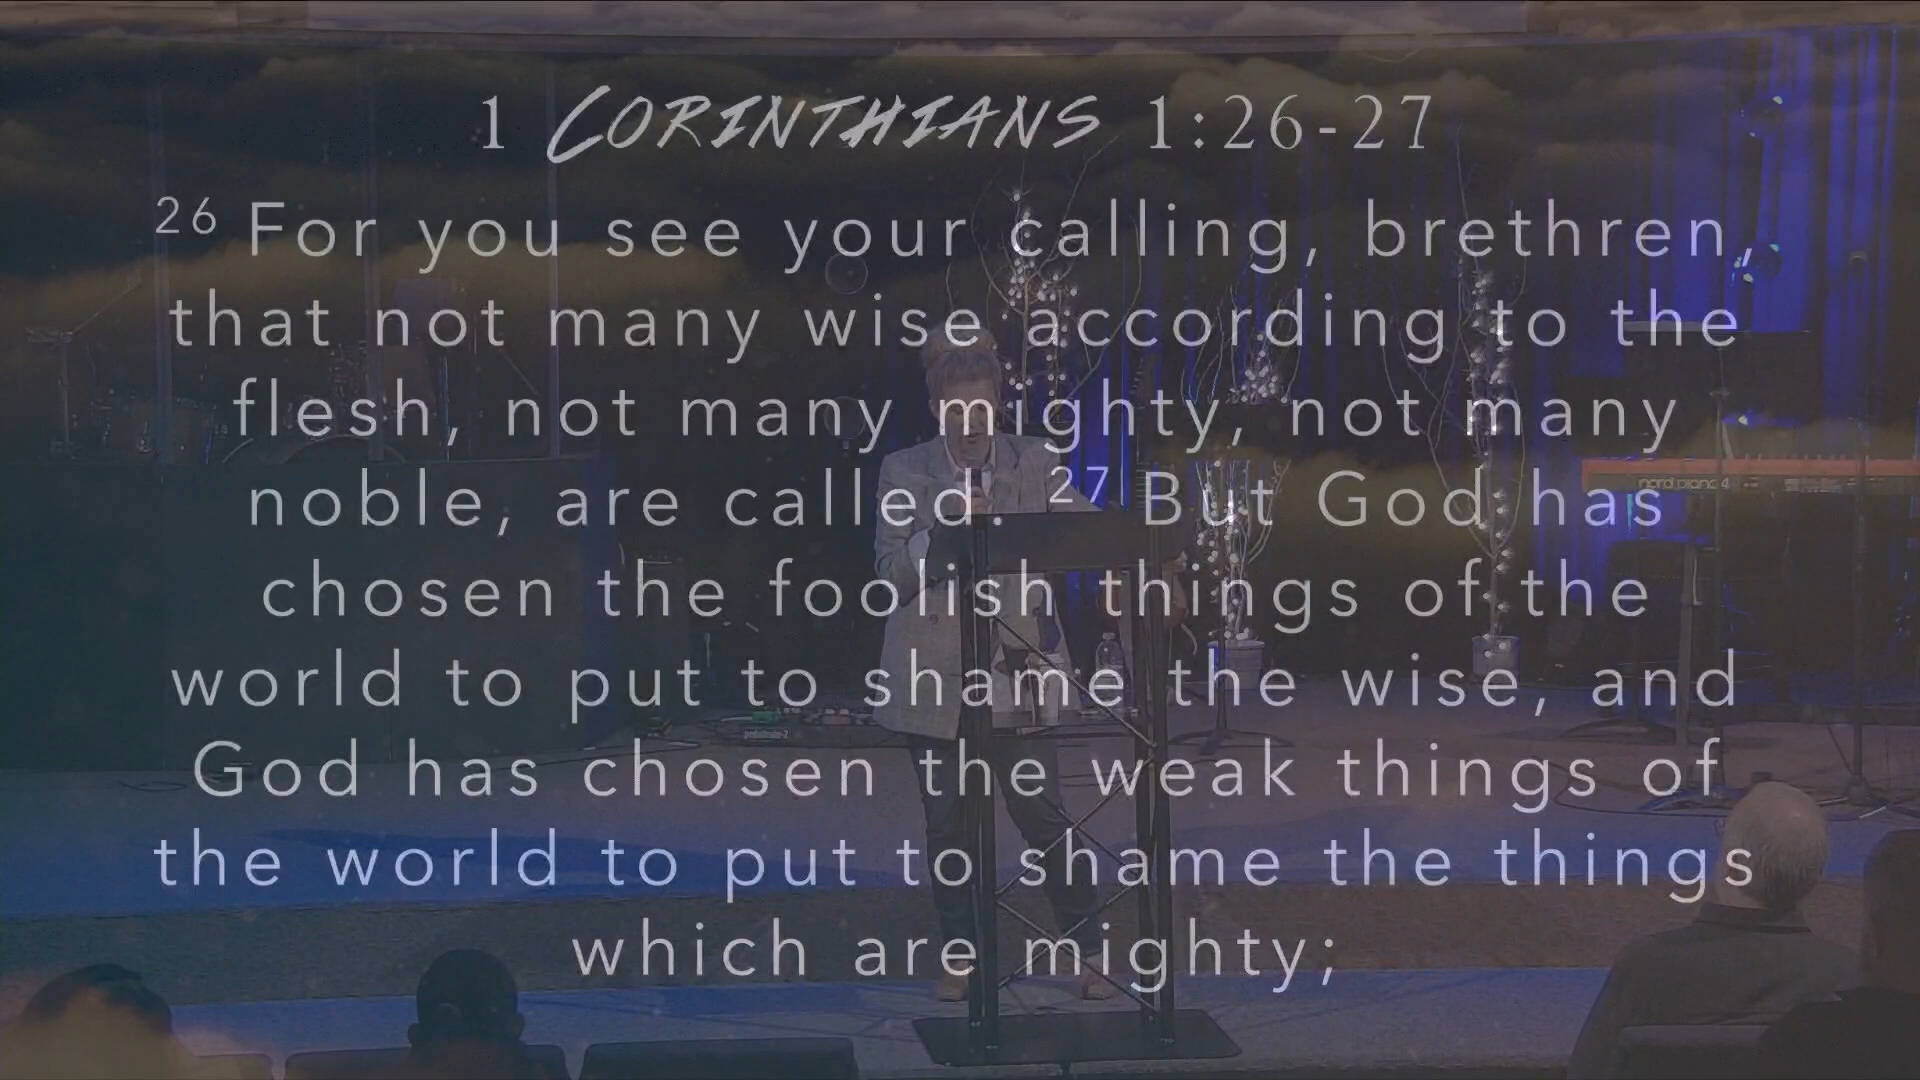 1 CORINTHIANS 1:26-27
26 For you see your calling, brethren,
that not many wise according to the
flesh, not many mighty, not many
noble, are called. 27 But God has
chosen the foolish things of the
world to put to shame the wise, and
God has chosen the weak things of
the world to put to shame the things
which are mighty;
nord piano 4